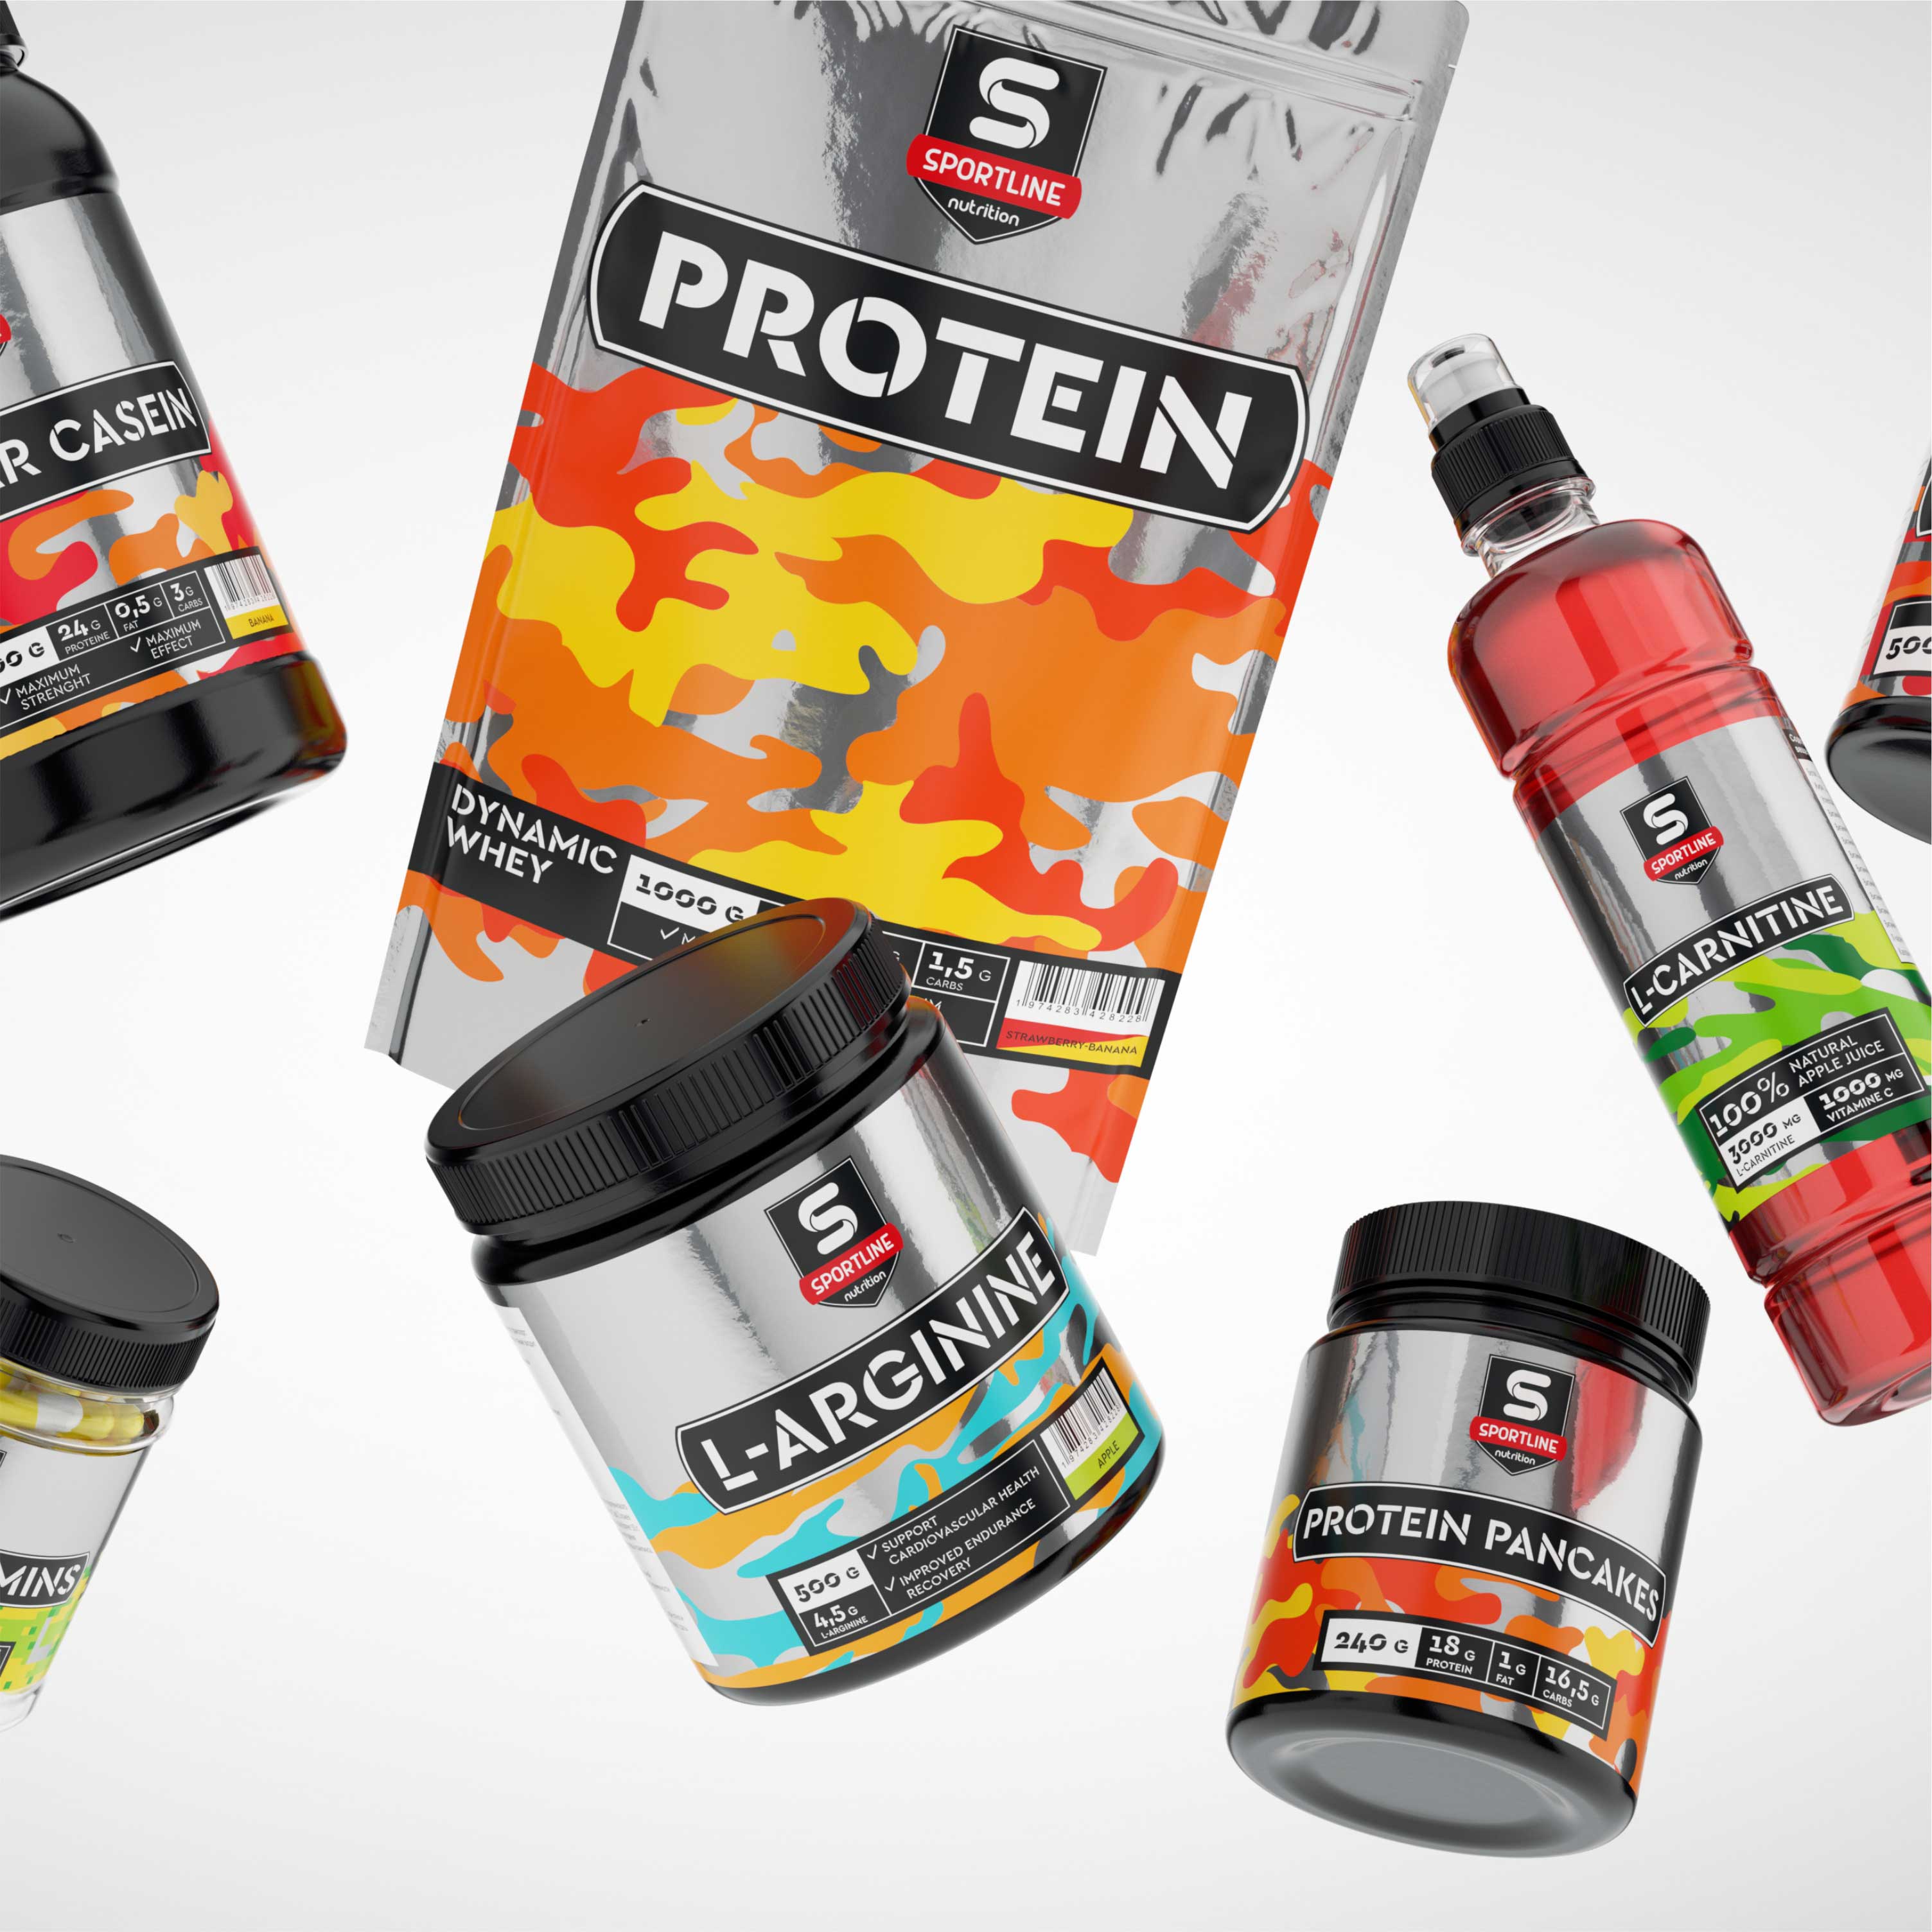 S
SPORTLINE
nutrition
PROTEIN
DYNAMIC
WHEY
1000 G
1,5 G
CARBS
1974283 428228
STRAWBERRY-BANANA
CASEIN
24 G
PROTEINE
0,5 G
FAT
3 G
CARBS
✓ MAXIMUM
STRENGHT
✓ MAXIMUM
EFFECT
BANANA
S
SPORTLINE
nutrition
L-CARNITINE
100% NATURAL
APPLE JUICE
3000 MG
L-CARNITINE
1000 MG
VITAMINE C
S
SPORTLINE
nutrition
L-ARGININE
500 G
4,5 G
L-ARGININE
✓ SUPPORT
CARDIOVASCULAR HEALTH
✓ IMPROVED ENDURANCE
RECOVERY
APPLE
S
SPORTLINE
nutrition
PROTEIN PANCAKES
240 G
18 G
PROTEIN
1 G
FAT
16,5 G
CARBS